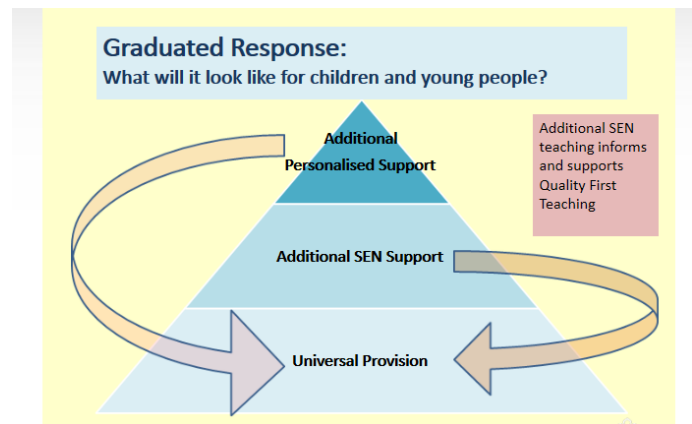 Graduated Response:
What will it look like for children and young people?
Additional
Personalised Support
Additional SEN
teaching informs
and supports
Quality First
Teaching
Additional SEN Support
Universal Provision